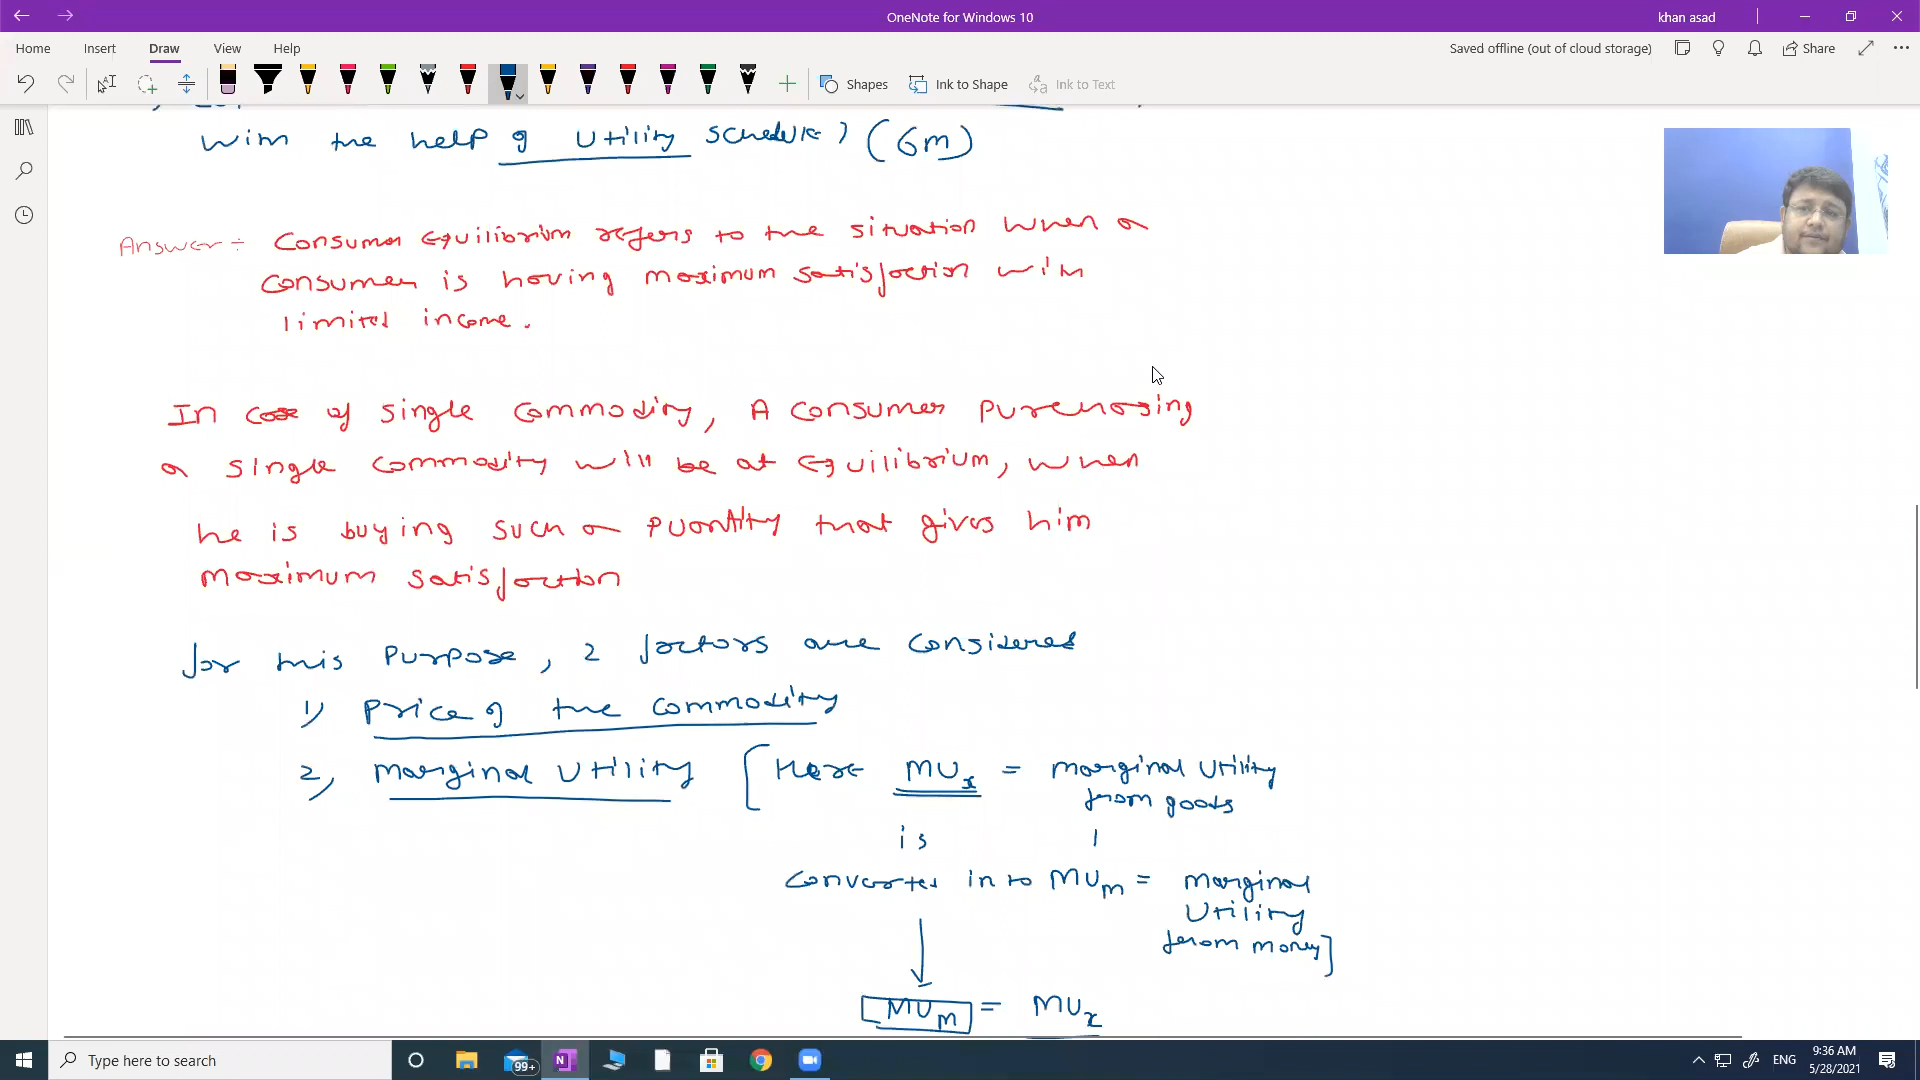 OneNote for Windows 10
khan asad
Home Insert Draw View Help
Saved offline (out of cloud storage)
Share
Shapes
Ink to Shape
Ink to Text
with the help of Utility Schedule) (6m)
Answer:- Consumer Equilibrium refers to the situation when a
Consumer is having maximum satisfaction with
limited income.
In case of single commodity, A consumer purchasing
a single commodity will be at Equilibrium, when
he is buying such a quantity that gives him
maximum satisfaction
for this purpose, 2 factors are considered
1) Price of the commodity
2) marginal utility [Here MUx = marginal utility
from goods
is
converted in to MUm = marginal
utility
from money]
MUm = MUx
Type here to search
99+
ENG
9:36 AM
5/28/2021